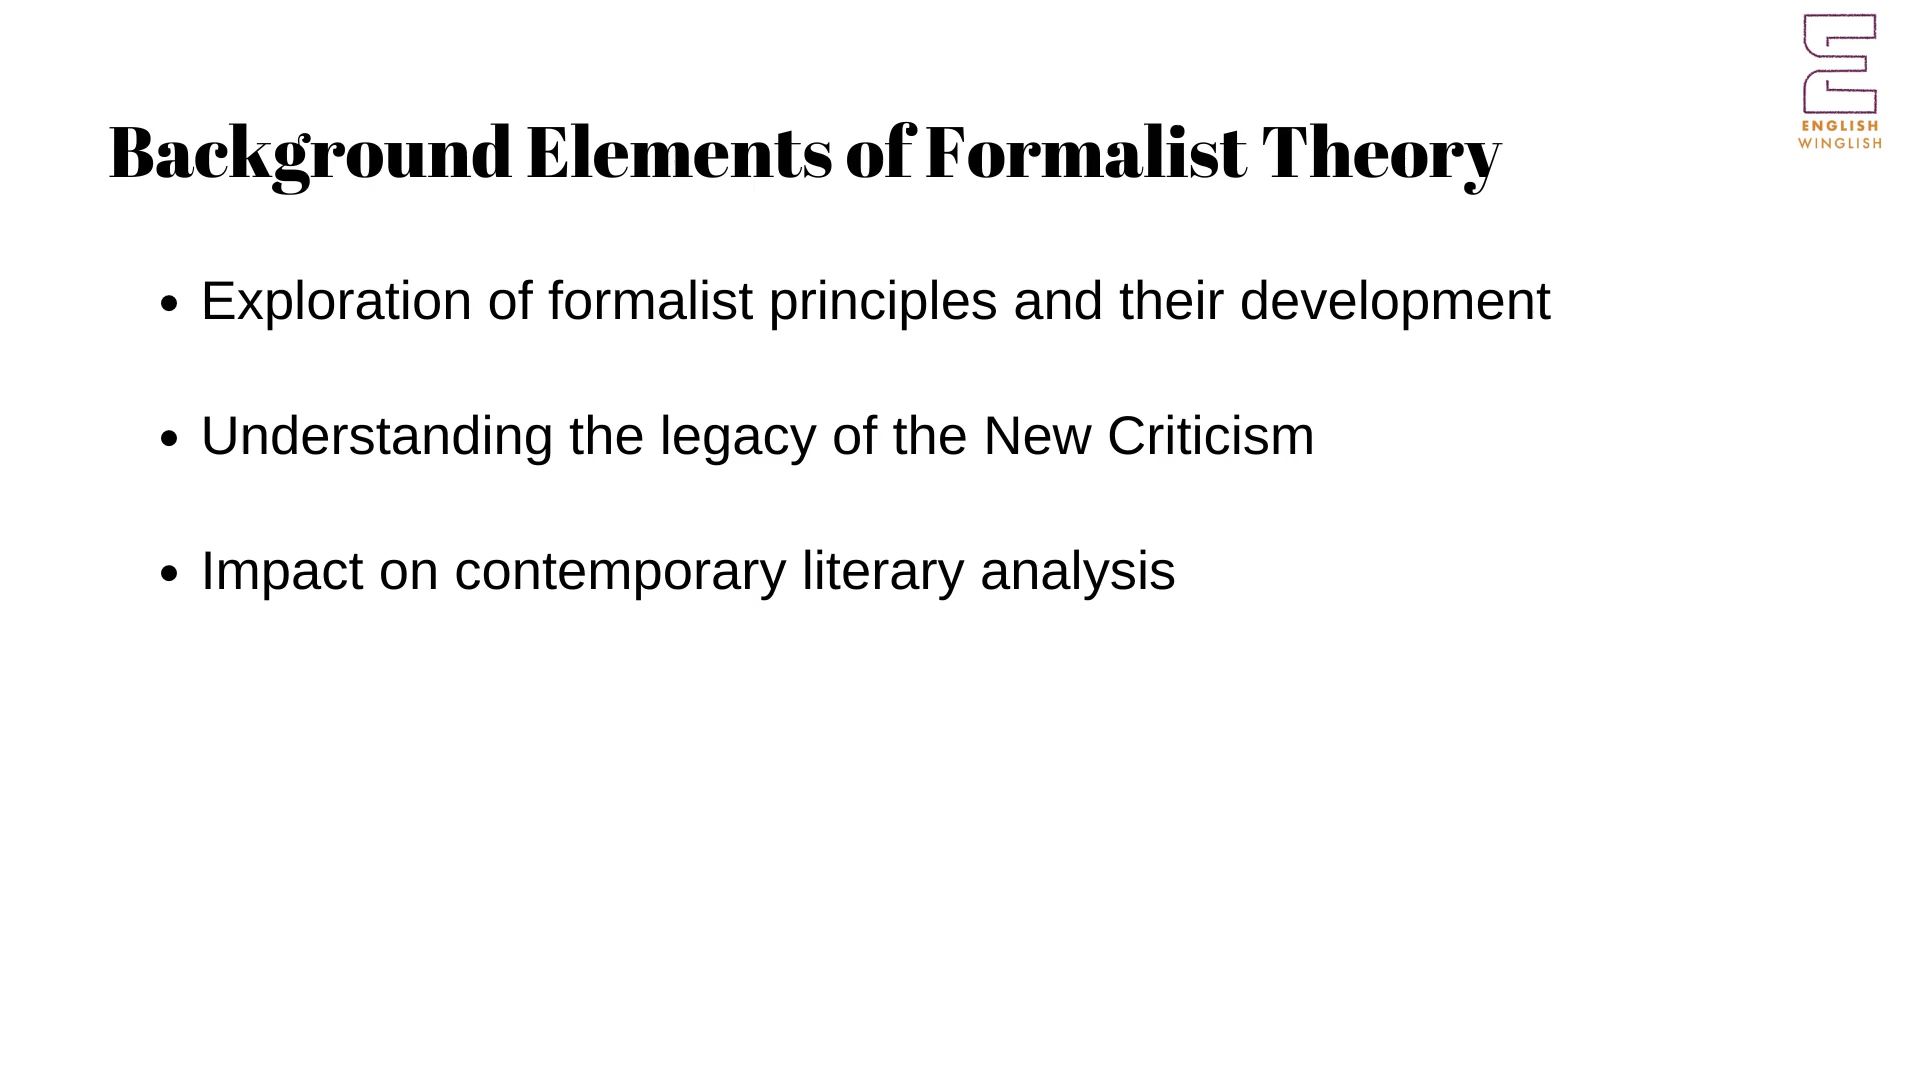 ENGLISH
WINGLISH
Background Elements of Formalist Theory
• Exploration of formalist principles and their development
• Understanding the legacy of the New Criticism
• Impact on contemporary literary analysis